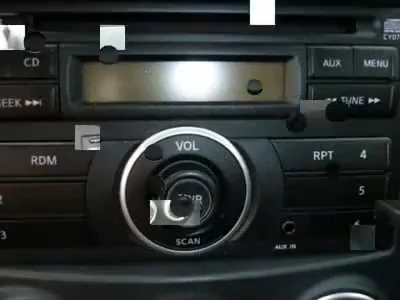 CD AUX MENU
SEEK TUNE
VOL
RDM RPT 4
5
SCAN
3
AUX IN